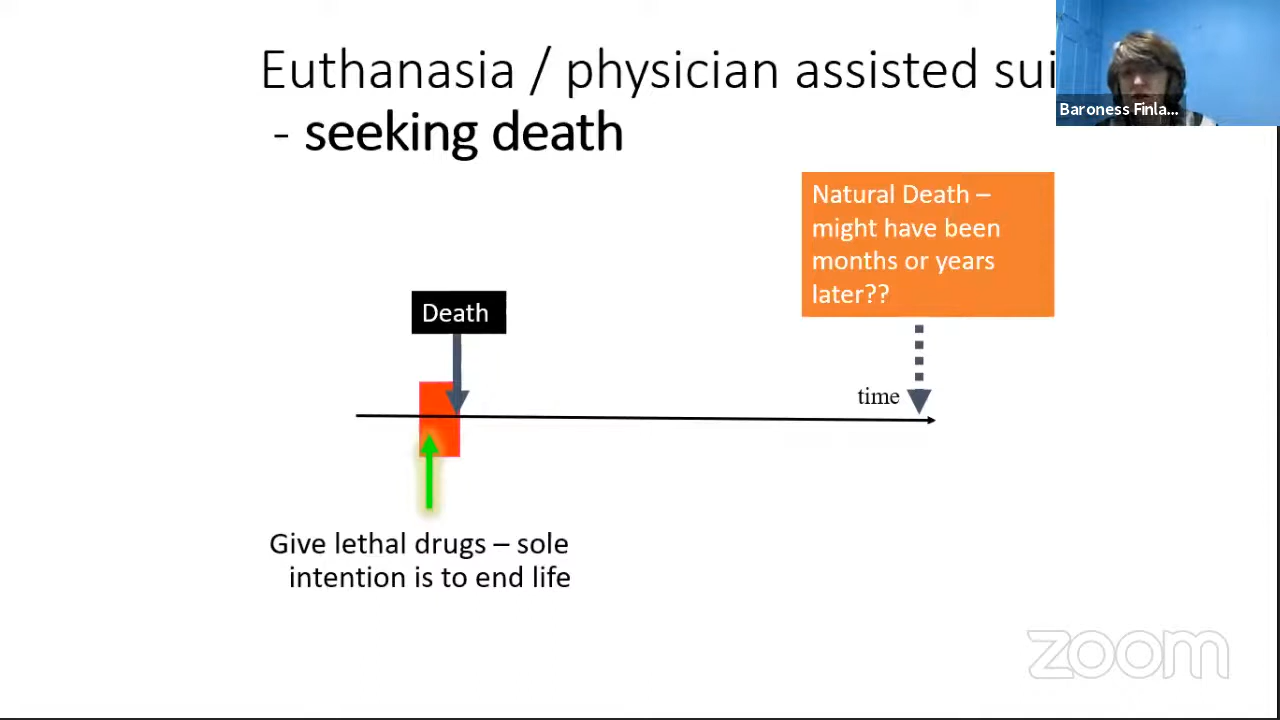 Euthanasia / physician assisted sui
- seeking death
Baroness Finla...
Natural Death –
might have been
months or years
later??
Death
time
Give lethal drugs – sole
intention is to end life
zoom